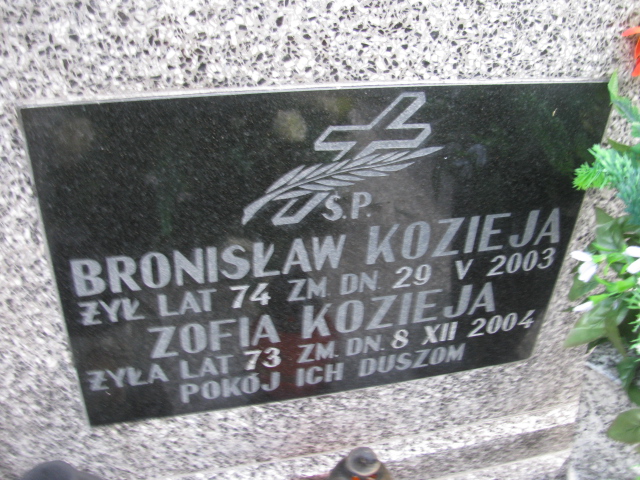 Ś.P.
BRONISŁAW KOZIEJA
ŻYŁ LAT 74 ZM. DN. 29 V 2003
ZOFIA KOZIEJA
ŻYŁA LAT 73 ZM. DN. 8 XII 2004
POKÓJ ICH DUSZOM